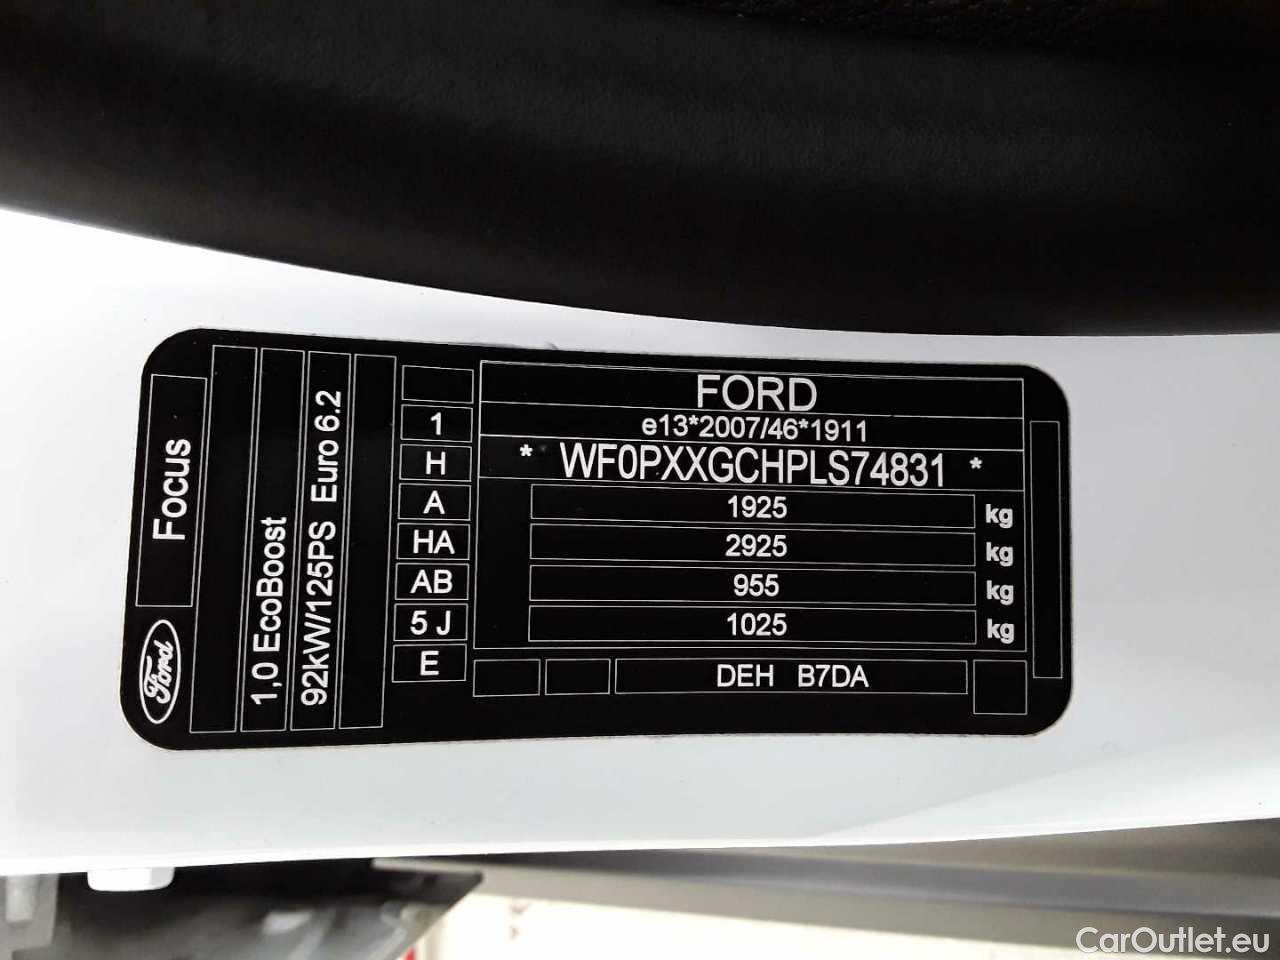 FORD
e13*2007/46*1911
* WF0PXXGCHPLS74831 *
1925 kg
2925 kg
955 kg
1025 kg
DEH B7DA
1
H
A
HA
AB
5 J
E
Focus
Ford
1,0 EcoBoost
92kW/125PS Euro 6.2
CarOutlet.eu